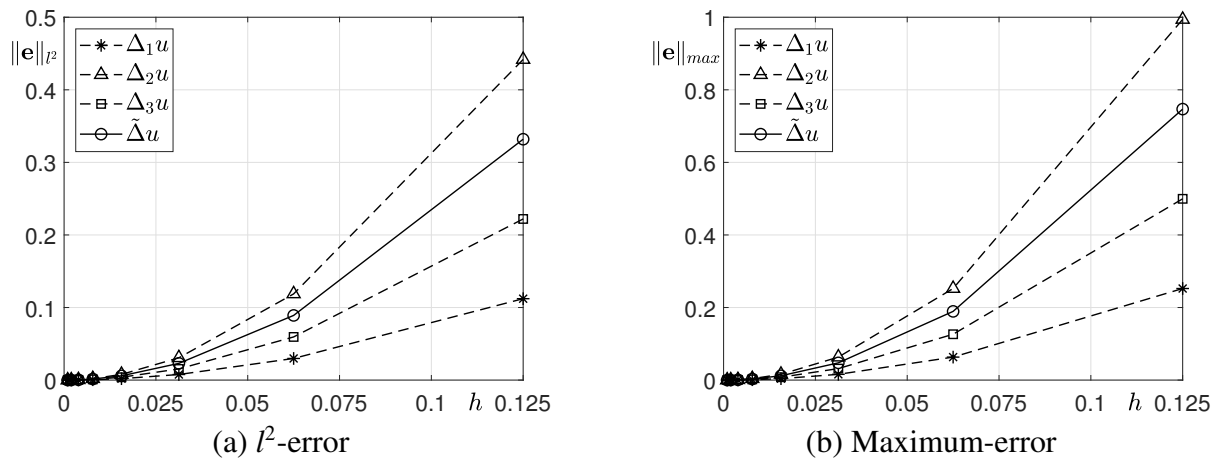 0.5
‖e‖_{l²}
0.4
0.3
0.2
0.1
0
Δ₁u
Δ₂u
Δ₃u
Δ̃u
0 0.025 0.05 0.075 0.1 h 0.125
(a) l²-error
1
‖e‖_{max}
0.8
0.6
0.4
0.2
0
Δ₁u
Δ₂u
Δ₃u
Δ̃u
0 0.025 0.05 0.075 0.1 h 0.125
(b) Maximum-error